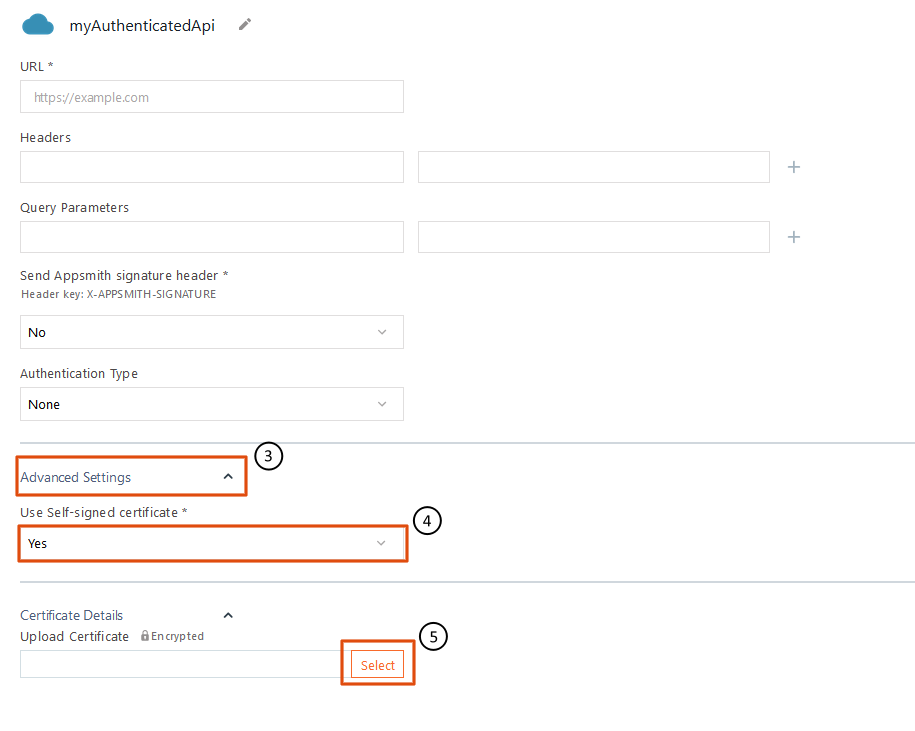 myAuthenticatedApi
URL *
https://example.com
Headers
Query Parameters
Send Appsmith signature header *
Header key: X-APPSMITH-SIGNATURE
No
Authentication Type
None
3
Advanced Settings
Use Self-signed certificate *
4
Yes
Certificate Details
Upload Certificate Encrypted
5
Select